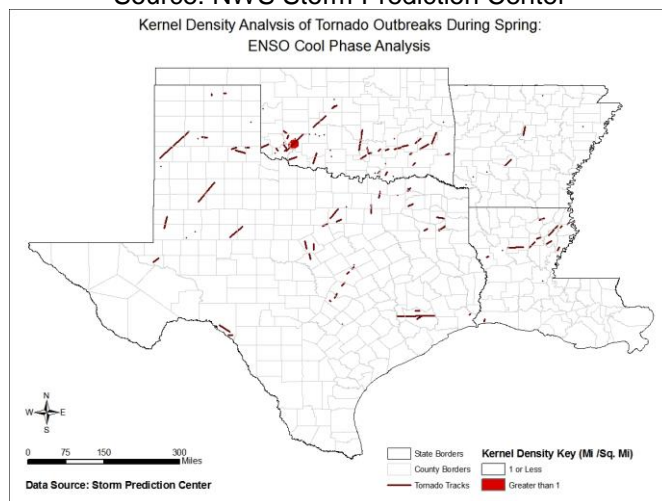 Source: NWS Storm Prediction Center
Kernel Density Analysis of Tornado Outbreaks During Spring:
ENSO Cool Phase Analysis
N
W E
S
0 75 150 300
Miles
Data Source: Storm Prediction Center
State Borders
County Borders
Tornado Tracks
Kernel Density Key (Mi /Sq. Mi)
1 or Less
Greater than 1